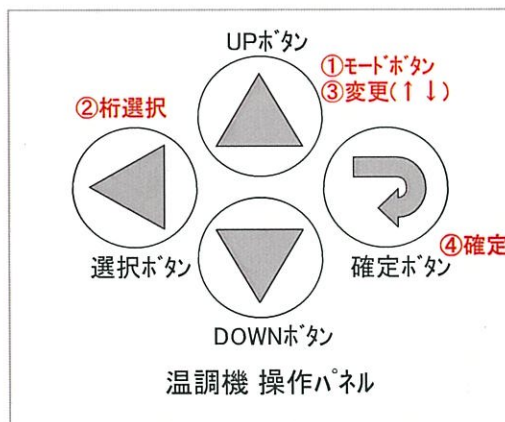 UPボタン
①モードボタン
③変更(↑↓)
②桁選択
選択ボタン
確定ボタン
④確定
DOWNボタン
温調機 操作パネル